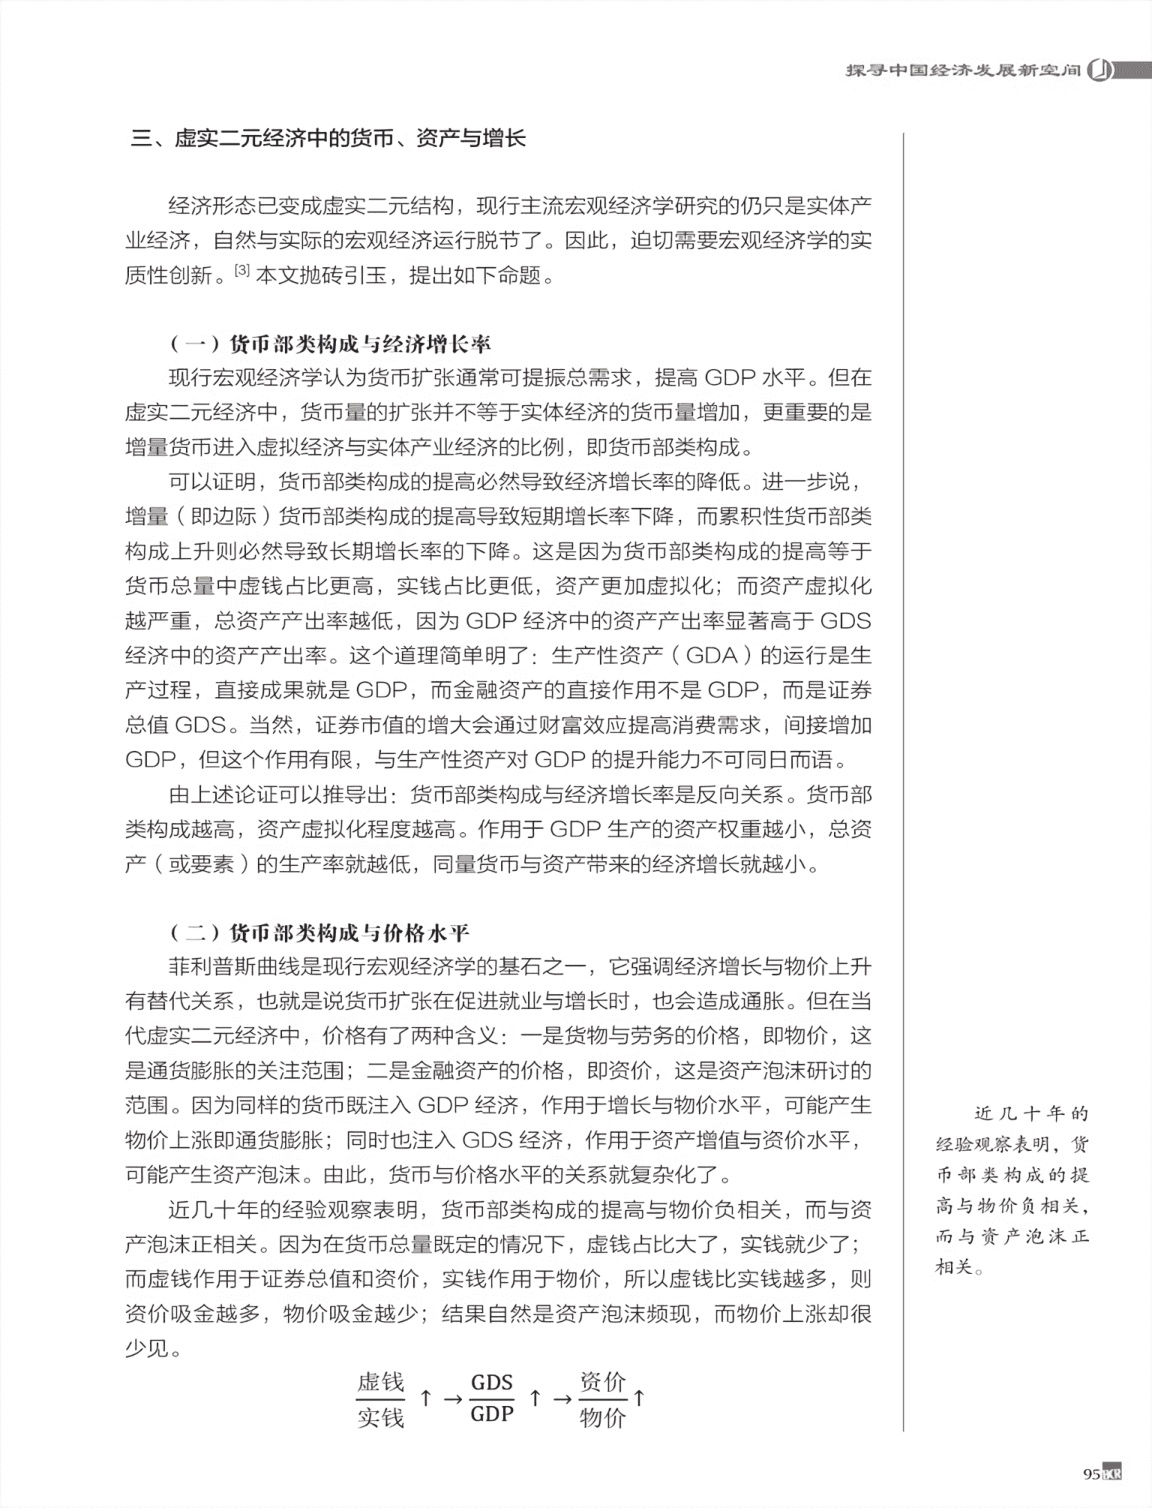 探寻中国经济发展新空间
三、虚实二元经济中的货币、资产与增长
经济形态已变成虚实二元结构，现行主流宏观经济学研究的仍只是实体产
业经济，自然与实际的宏观经济运行脱节了。因此，迫切需要宏观经济学的实
质性创新。[3] 本文抛砖引玉，提出如下命题。
（一）货币部类构成与经济增长率
现行宏观经济学认为货币扩张通常可提振总需求，提高 GDP 水平。但在
虚实二元经济中，货币量的扩张并不等于实体经济的货币量增加，更重要的是
增量货币进入虚拟经济与实体产业经济的比例，即货币部类构成。
可以证明，货币部类构成的提高必然导致经济增长率的降低。进一步说，
增量（即边际）货币部类构成的提高导致短期增长率下降，而累积性货币部类
构成上升则必然导致长期增长率的下降。这是因为货币部类构成的提高等于
货币总量中虚钱占比更高，实钱占比更低，资产更加虚拟化；而资产虚拟化
越严重，总资产产出率越低，因为 GDP 经济中的资产产出率显著高于 GDS
经济中的资产产出率。这个道理简单明了：生产性资产（GDA）的运行是生
产过程，直接成果就是 GDP，而金融资产的直接作用不是 GDP，而是证券
总值 GDS。当然，证券市值的增大会通过财富效应提高消费需求，间接增加
GDP，但这个作用有限，与生产性资产对 GDP 的提升能力不可同日而语。
由上述论证可以推导出：货币部类构成与经济增长率是反向关系。货币部
类构成越高，资产虚拟化程度越高。作用于 GDP 生产的资产权重越小，总资
产（或要素）的生产率就越低，同量货币与资产带来的经济增长就越小。
（二）货币部类构成与价格水平
菲利普斯曲线是现行宏观经济学的基石之一，它强调经济增长与物价上升
有替代关系，也就是说货币扩张在促进就业与增长时，也会造成通胀。但在当
代虚实二元经济中，价格有了两种含义：一是货物与劳务的价格，即物价，这
是通货膨胀的关注范围；二是金融资产的价格，即资价，这是资产泡沫研讨的
范围。因为同样的货币既注入 GDP 经济，作用于增长与物价水平，可能产生
物价上涨即通货膨胀；同时也注入 GDS 经济，作用于资产增值与资价水平，
可能产生资产泡沫。由此，货币与价格水平的关系就复杂化了。
近几十年的经验观察表明，货币部类构成的提高与物价负相关，而与资
产泡沫正相关。因为在货币总量既定的情况下，虚钱占比大了，实钱就少了；
而虚钱作用于证券总值和资价，实钱作用于物价，所以虚钱比实钱越多，则
资价吸金越多，物价吸金越少；结果自然是资产泡沫频现，而物价上涨却很
少见。
虚钱/实钱 ↑ → GDS/GDP ↑ → 资价/物价 ↑
近几十年的
经验观察表明，货
币部类构成的提
高与物价负相关，
而与资产泡沫正
相关。
95